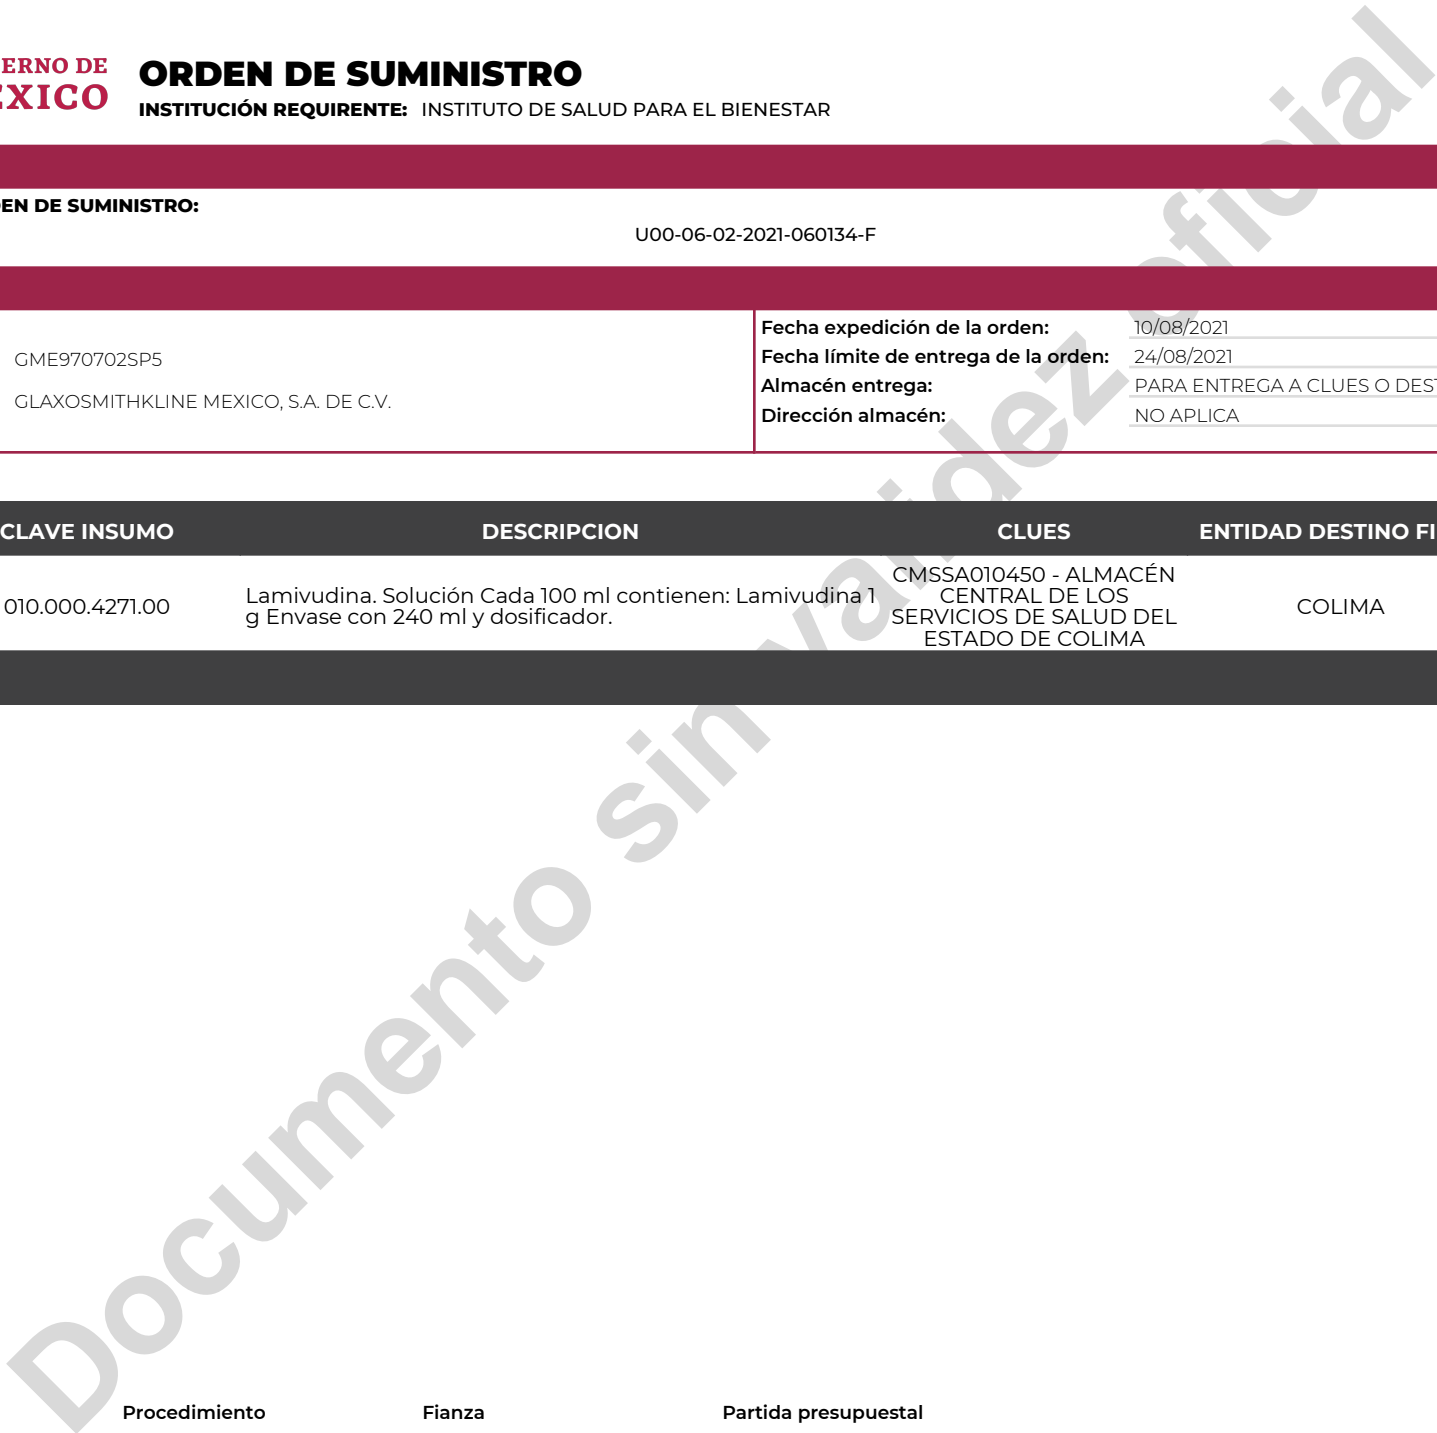 ERNO DE
EXICO
ORDEN DE SUMINISTRO
INSTITUCIÓN REQUIRENTE: INSTITUTO DE SALUD PARA EL BIENESTAR
EN DE SUMINISTRO:
U00-06-02-2021-060134-F
GME970702SP5
GLAXOSMITHKLINE MEXICO, S.A. DE C.V.
Fecha expedición de la orden: 10/08/2021
Fecha límite de entrega de la orden: 24/08/2021
Almacén entrega: PARA ENTREGA A CLUES O DEST
Dirección almacén: NO APLICA
CLAVE INSUMO DESCRIPCION CLUES ENTIDAD DESTINO FI
010.000.4271.00
Lamivudina. Solución Cada 100 ml contienen: Lamivudina 1
g Envase con 240 ml y dosificador.
CMSSA010450 - ALMACÉN
CENTRAL DE LOS
SERVICIOS DE SALUD DEL
ESTADO DE COLIMA
COLIMA
Documento sin validez oficial
Procedimiento Fianza Partida presupuestal